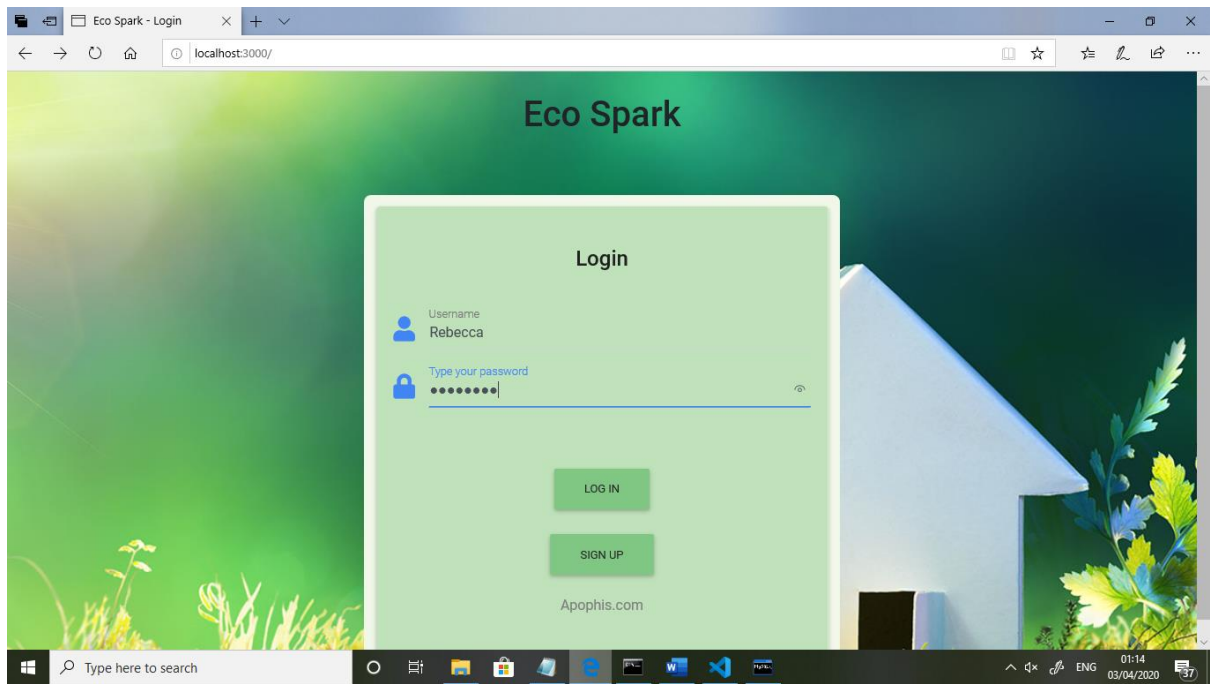 Eco Spark - Login
localhost:3000/
Eco Spark
Login
Username
Rebecca
Type your password
LOG IN
SIGN UP
Apophis.com
Type here to search
ENG
01:14
03/04/2020
37